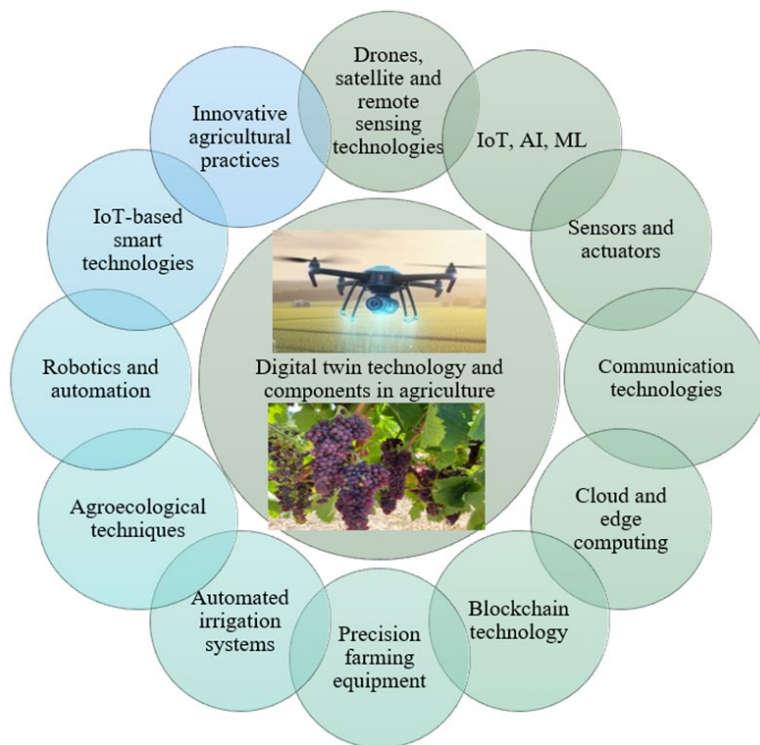 Drones,
satellite and
remote
sensing
technologies
IoT, AI, ML
Sensors and
actuators
Communication
technologies
Cloud and
edge
computing
Blockchain
technology
Precision
farming
equipment
Automated
irrigation
systems
Agroecological
techniques
Robotics and
automation
IoT-based
smart
technologies
Innovative
agricultural
practices
Digital twin technology and
components in agriculture